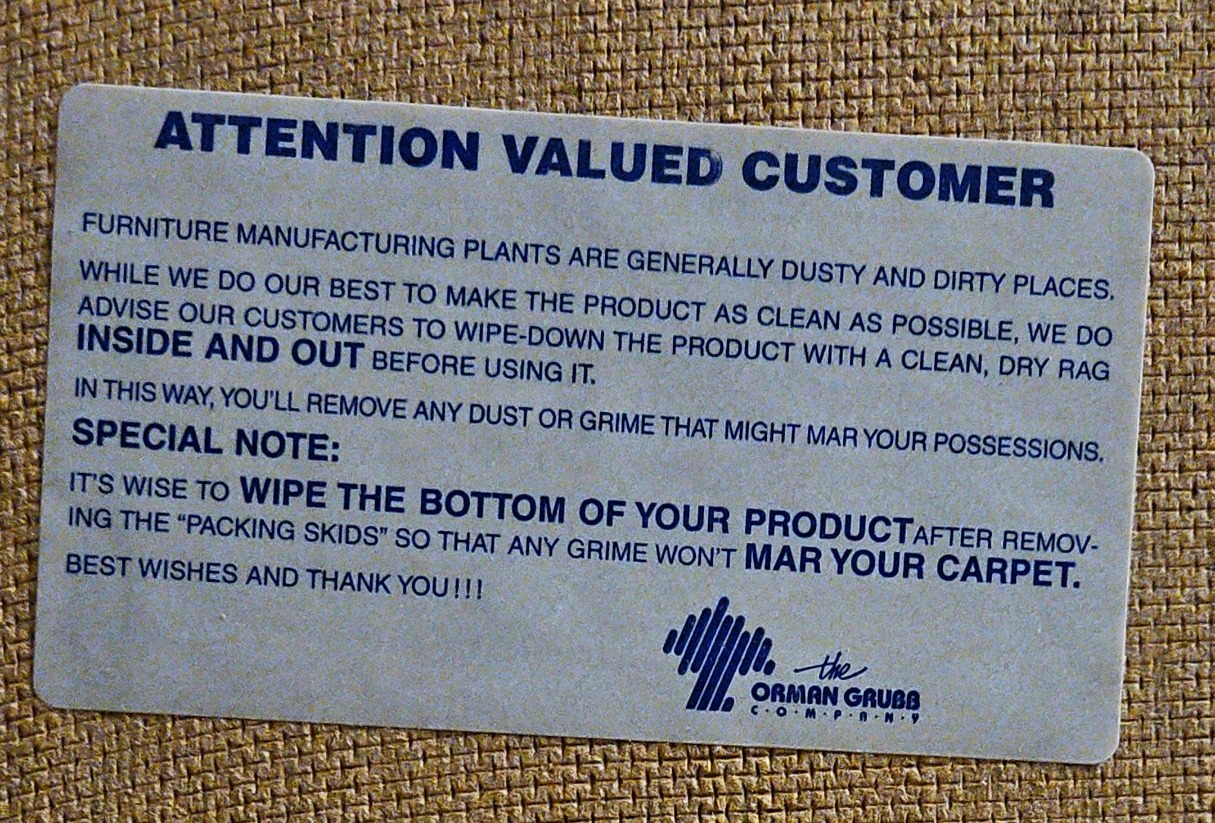 ATTENTION VALUED CUSTOMER
FURNITURE MANUFACTURING PLANTS ARE GENERALLY DUSTY AND DIRTY PLACES.
WHILE WE DO OUR BEST TO MAKE THE PRODUCT AS CLEAN AS POSSIBLE, WE DO
ADVISE OUR CUSTOMERS TO WIPE-DOWN THE PRODUCT WITH A CLEAN, DRY RAG
INSIDE AND OUT BEFORE USING IT.
IN THIS WAY, YOU'LL REMOVE ANY DUST OR GRIME THAT MIGHT MAR YOUR POSSESSIONS.
SPECIAL NOTE:
IT'S WISE TO WIPE THE BOTTOM OF YOUR PRODUCT AFTER REMOV-
ING THE "PACKING SKIDS" SO THAT ANY GRIME WON'T MAR YOUR CARPET.
BEST WISHES AND THANK YOU!!!
the
ORMAN GRUBB
C·O·M·P·A·N·Y